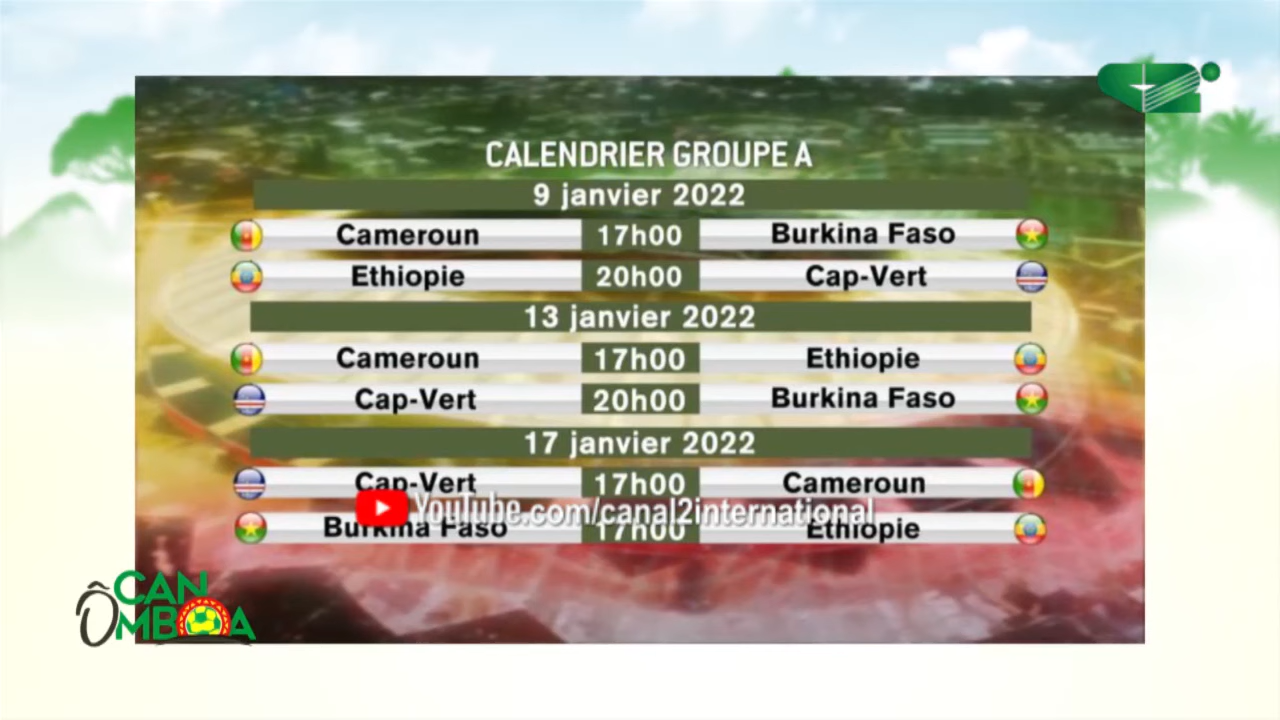 CALENDRIER GROUPE A
9 janvier 2022
Cameroun 17h00 Burkina Faso
Ethiopie 20h00 Cap-Vert
13 janvier 2022
Cameroun 17h00 Ethiopie
Cap-Vert 20h00 Burkina Faso
17 janvier 2022
Cap-Vert 17h00 Cameroun
YouTube.com/canal2international
Burkina Faso 17h00 Ethiopie
CAN
Ô MBOA